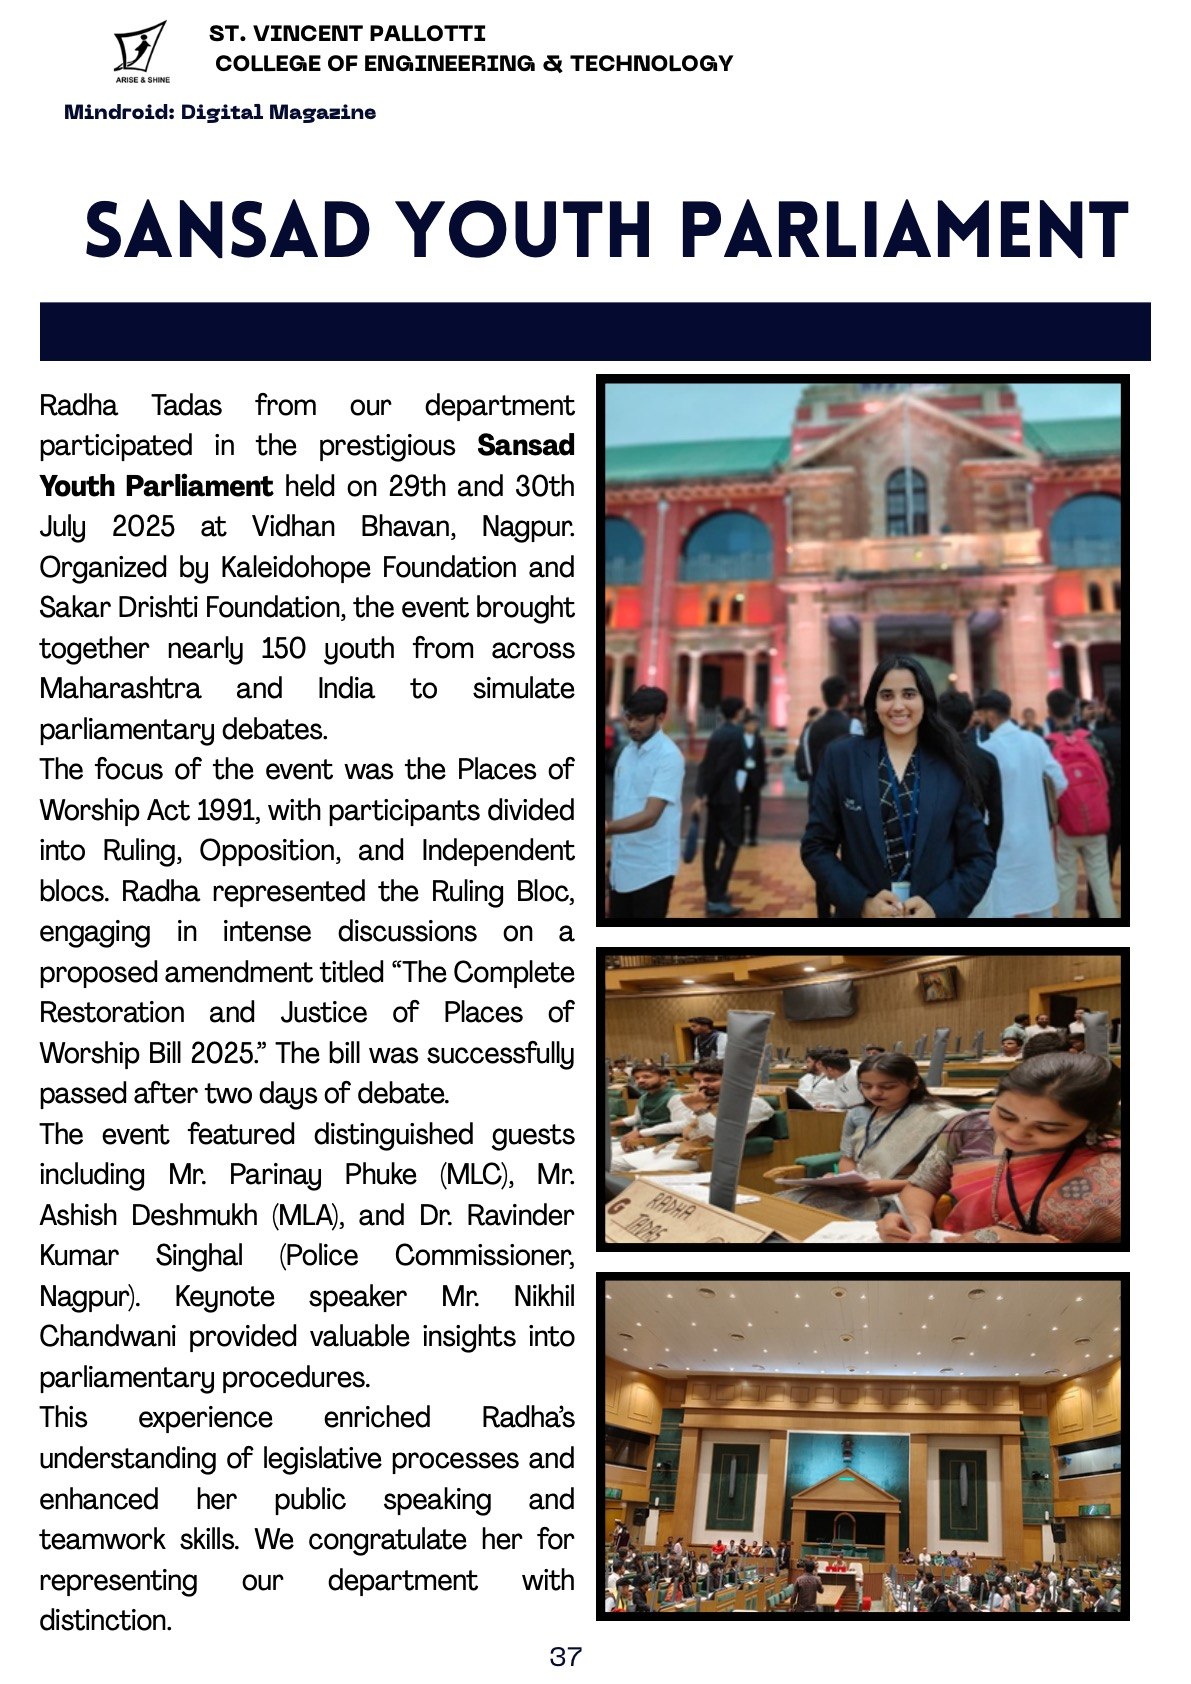 ARISE & SHINE
ST. VINCENT PALLOTTI
COLLEGE OF ENGINEERING & TECHNOLOGY
Mindroid: Digital Magazine
SANSAD YOUTH PARLIAMENT
Radha Tadas from our department
participated in the prestigious Sansad
Youth Parliament held on 29th and 30th
July 2025 at Vidhan Bhavan, Nagpur.
Organized by Kaleidohope Foundation and
Sakar Drishti Foundation, the event brought
together nearly 150 youth from across
Maharashtra and India to simulate
parliamentary debates.
The focus of the event was the Places of
Worship Act 1991, with participants divided
into Ruling, Opposition, and Independent
blocs. Radha represented the Ruling Bloc,
engaging in intense discussions on a
proposed amendment titled “The Complete
Restoration and Justice of Places of
Worship Bill 2025.” The bill was successfully
passed after two days of debate.
The event featured distinguished guests
including Mr. Parinay Phuke (MLC), Mr.
Ashish Deshmukh (MLA), and Dr. Ravinder
Kumar Singhal (Police Commissioner,
Nagpur). Keynote speaker Mr. Nikhil
Chandwani provided valuable insights into
parliamentary procedures.
This experience enriched Radha’s
understanding of legislative processes and
enhanced her public speaking and
teamwork skills. We congratulate her for
representing our department with
distinction.
G RADHA
TADAS
37